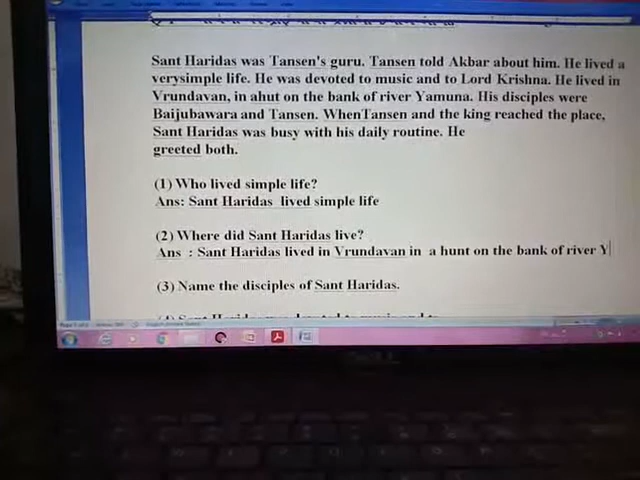 Sant Haridas was Tansen's guru. Tansen told Akbar about him. He lived a
verysimple life. He was devoted to music and to Lord Krishna. He lived in
Vrundavan, in ahut on the bank of river Yamuna. His disciples were
Baijubawara and Tansen. WhenTansen and the king reached the place,
Sant Haridas was busy with his daily routine. He
greeted both.
(1) Who lived simple life?
Ans: Sant Haridas lived simple life
(2) Where did Sant Haridas live?
Ans : Sant Haridas lived in Vrundavan in a hunt on the bank of river Y
(3) Name the disciples of Sant Haridas.